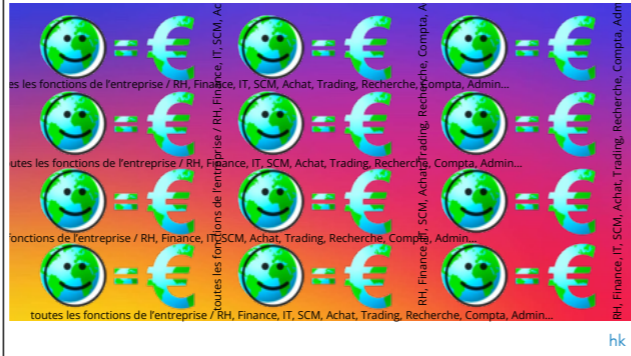 es les fonctions de l'entreprise / RH, Finance, IT, SCM, Achat, Trading, Recherche, Compta, Admin...
outes les fonctions de l'entreprise / RH, Finance, IT, SCM, Achat, Trading, Recherche, Compta, Admin...
fonctions de l'entreprise / RH, Finance, IT, SCM, Achat, Trading, Recherche, Compta, Admin...
toutes les fonctions de l'entreprise / RH, Finance, IT, SCM, Achat, Trading, Recherche, Compta, Admin...
toutes les fonctions de l'entreprise / RH, Finance, IT, SCM, Ac
RH, Finance, IT, SCM, Achat, Trading, Recherche, Compta, A
RH, Finance, IT, SCM, Achat, Trading, Recherche, Compta, Adm
= €
= €
= €
= €
= €
= €
= €
= €
= €
= €
= €
= €
hk